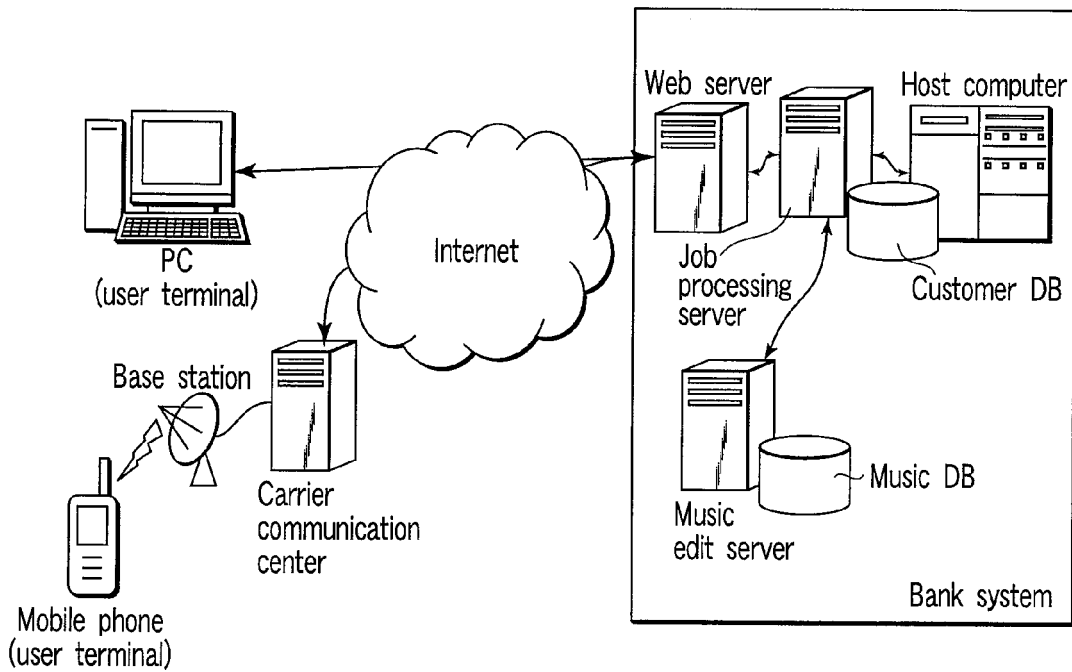 Web server
Host computer
PC
(user terminal)
Internet
Job
processing
server
Customer DB
Base station
Carrier
communication
center
Mobile phone
(user terminal)
Music DB
Music
edit server
Bank system